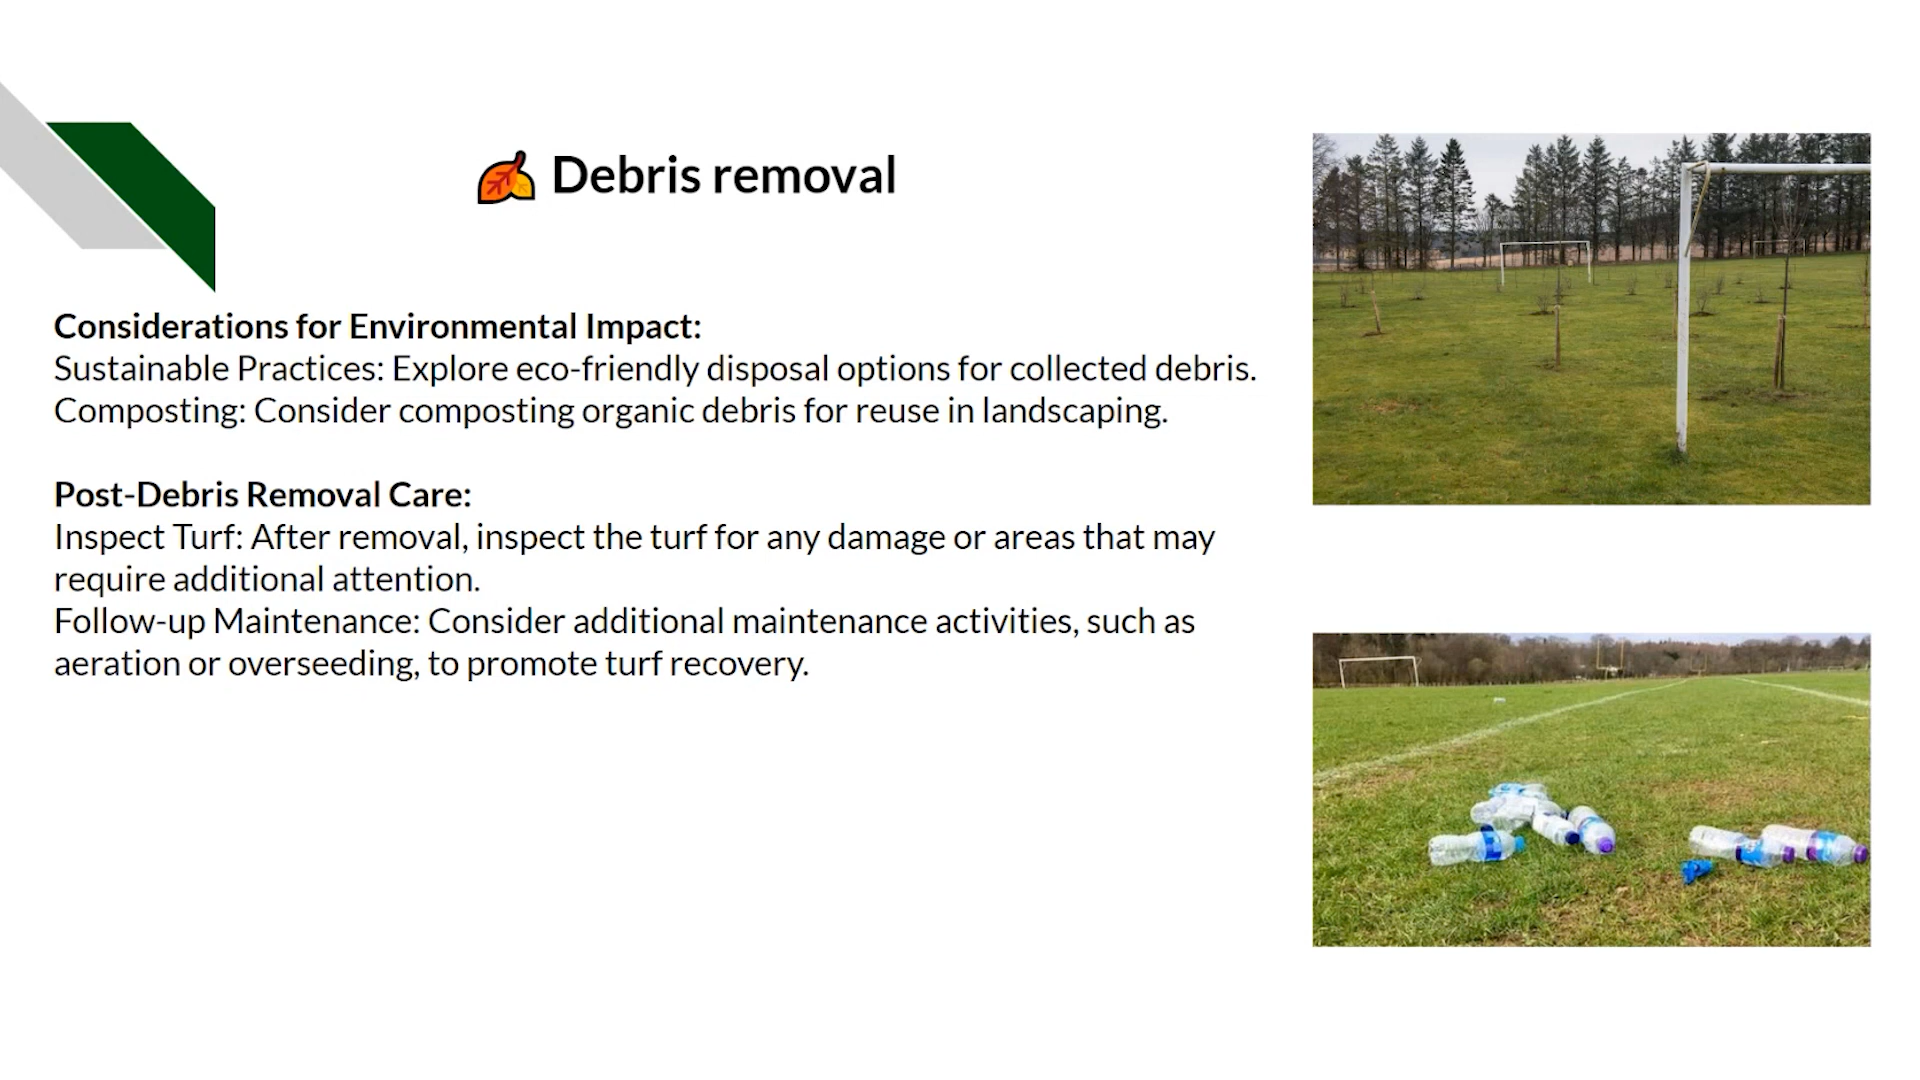 Debris removal
Considerations for Environmental Impact:
Sustainable Practices: Explore eco-friendly disposal options for collected debris.
Composting: Consider composting organic debris for reuse in landscaping.
Post-Debris Removal Care:
Inspect Turf: After removal, inspect the turf for any damage or areas that may
require additional attention.
Follow-up Maintenance: Consider additional maintenance activities, such as
aeration or overseeding, to promote turf recovery.